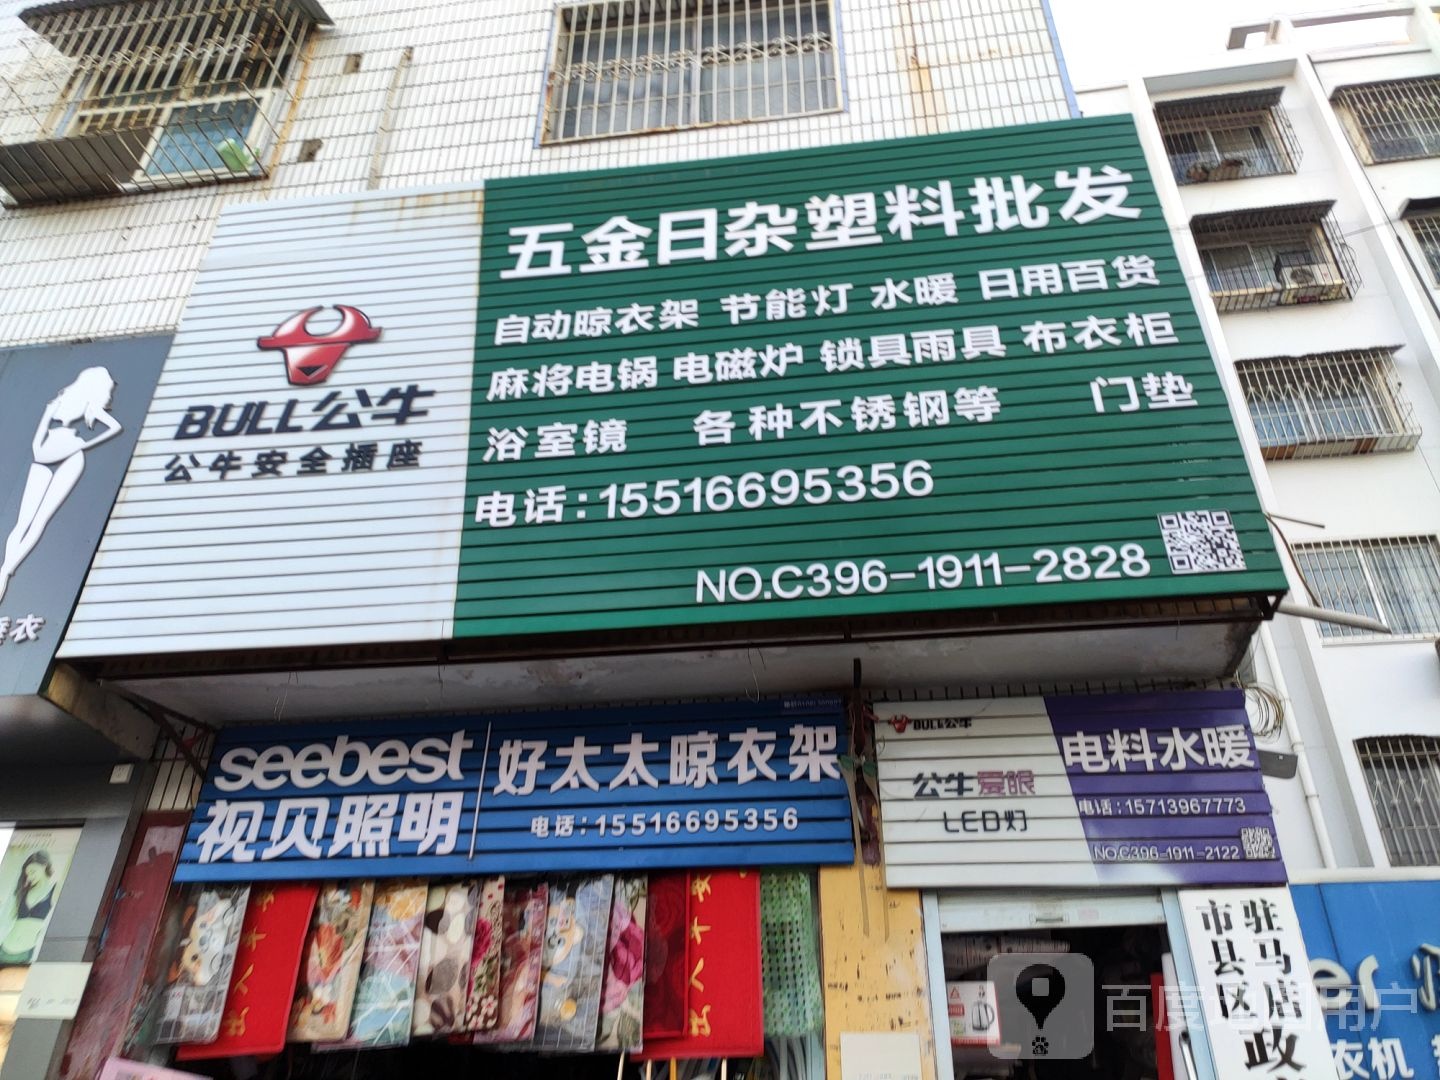 五金日杂塑料批发
自动晾衣架 节能灯 水暖 日用百货
麻将电锅 电磁炉 锁具雨具 布衣柜
浴室镜 各种不锈钢等 门垫
电话:15516695356
NO.C396-1911-2828
BULL公牛
公牛安全插座
seebest
视贝照明
好太太晾衣架
电话:15516695356
BULL公牛
公牛爱眼
LED灯
电料水暖
电话:15713967773
NO.C396-1911-2122
驻马店
市县区
政
衣机
衣
百度地图用户